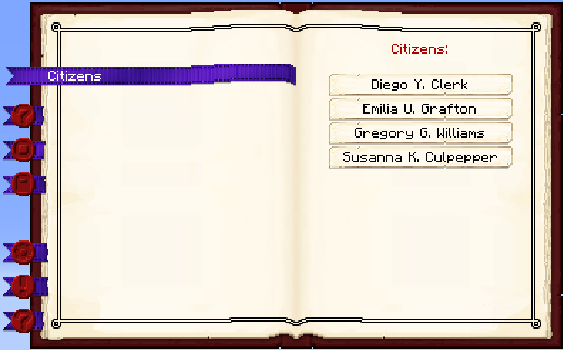 Citizens
Citizens:
Diego Y. Clerk
Emilia U. Grafton
Gregory G. Williams
Susanna K. Culpepper